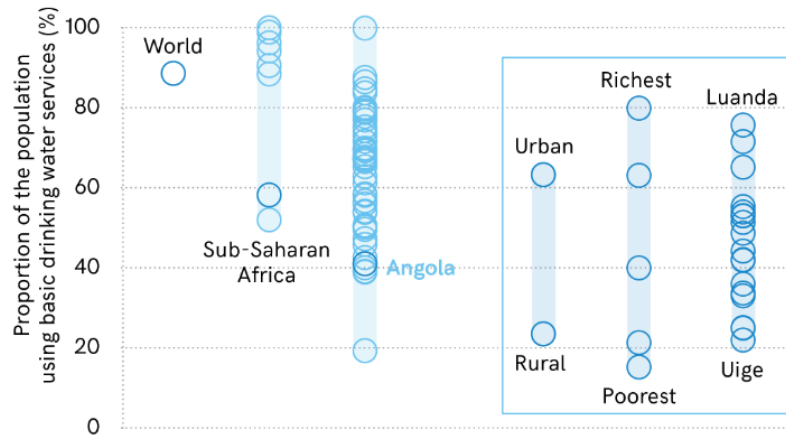 Proportion of the population
using basic drinking water services (%)
100
80
60
40
20
0
World
Sub-Saharan
Africa
Angola
Urban
Rural
Richest
Poorest
Luanda
Uige